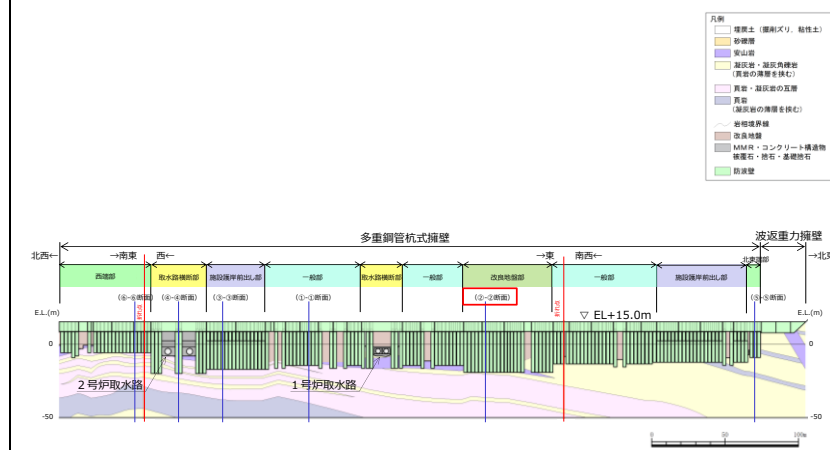 凡例
埋戻土（掘削ズリ，粘性土）
砂礫層
安山岩
凝灰岩・凝灰角礫岩
（頁岩の薄層を挟む）
頁岩・凝灰岩の互層
頁岩
（凝灰岩の薄層を挟む）
岩相境界線
改良地盤
MMR・コンクリート構造物
被覆石・捨石・基礎捨石
防波壁
多重鋼管杭式擁壁
波返重力擁壁
北西← →南東 西← →東 南西← →北東
西端部 取水路横断部 施設護岸前出し部 一般部 取水路横断部 一般部 改良地盤部 一般部 施設護岸前出し部 北東端部
(⑥-⑥断面) (④-④断面) (③-③断面) (①-①断面) (②-②断面) (⑤-⑤断面)
折れ点 折れ点
E.L.(m) ▽ EL+15.0m E.L.(m)
0 0
２号炉取水路 １号炉取水路
-50 -50
0 50 100m